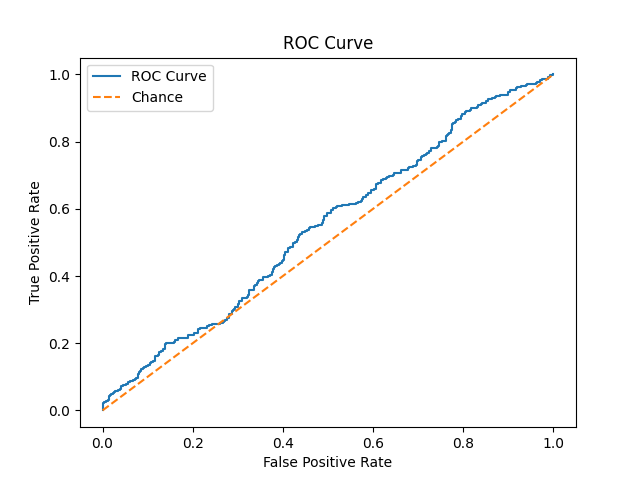 ROC Curve
ROC Curve
Chance
1.0
0.8
0.6
0.4
0.2
0.0
True Positive Rate
0.0 0.2 0.4 0.6 0.8 1.0
False Positive Rate